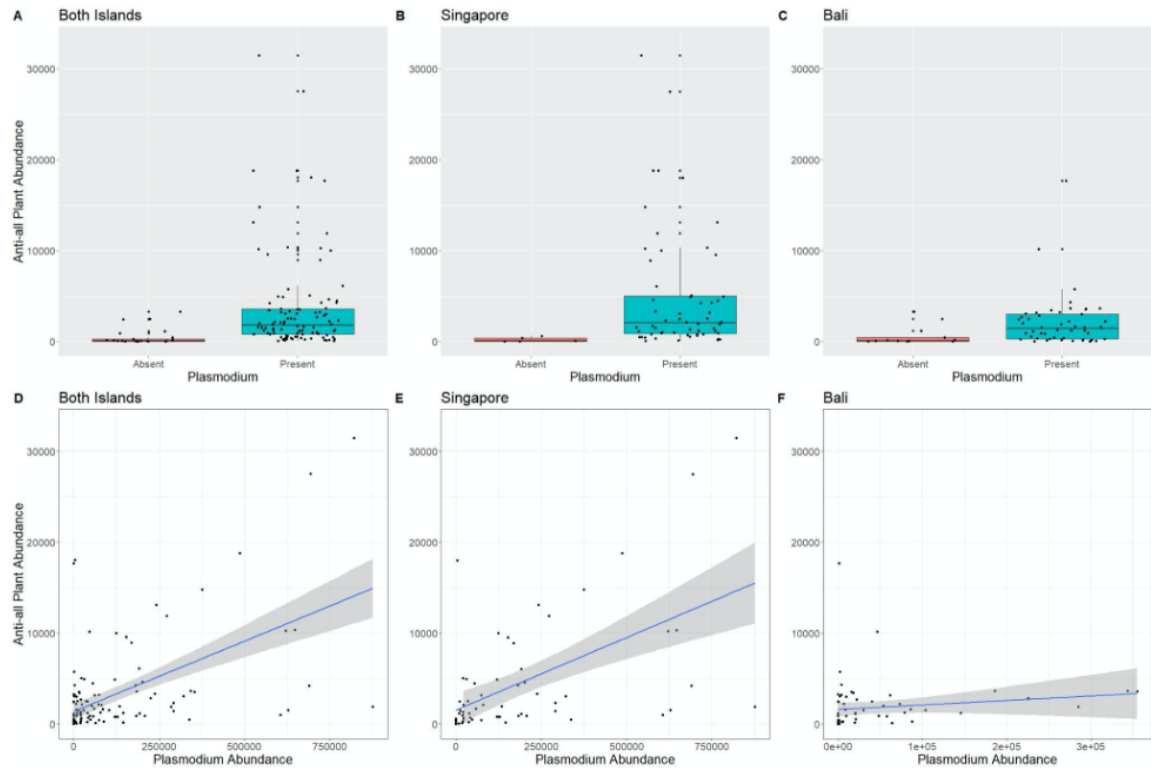 A Both Islands
B Singapore
C Bali
Anti-all Plant Abundance
30000
20000
10000
0
30000
20000
10000
0
30000
20000
10000
0
Absent Present
Absent Present
Absent Present
Plasmodium
Plasmodium
Plasmodium
D Both Islands
E Singapore
F Bali
Anti-all Plant Abundance
30000
20000
10000
0
30000
20000
10000
0
30000
20000
10000
0
0 250000 500000 750000
0 250000 500000 750000
0e+00 1e+05 2e+05 3e+05
Plasmodium Abundance
Plasmodium Abundance
Plasmodium Abundance